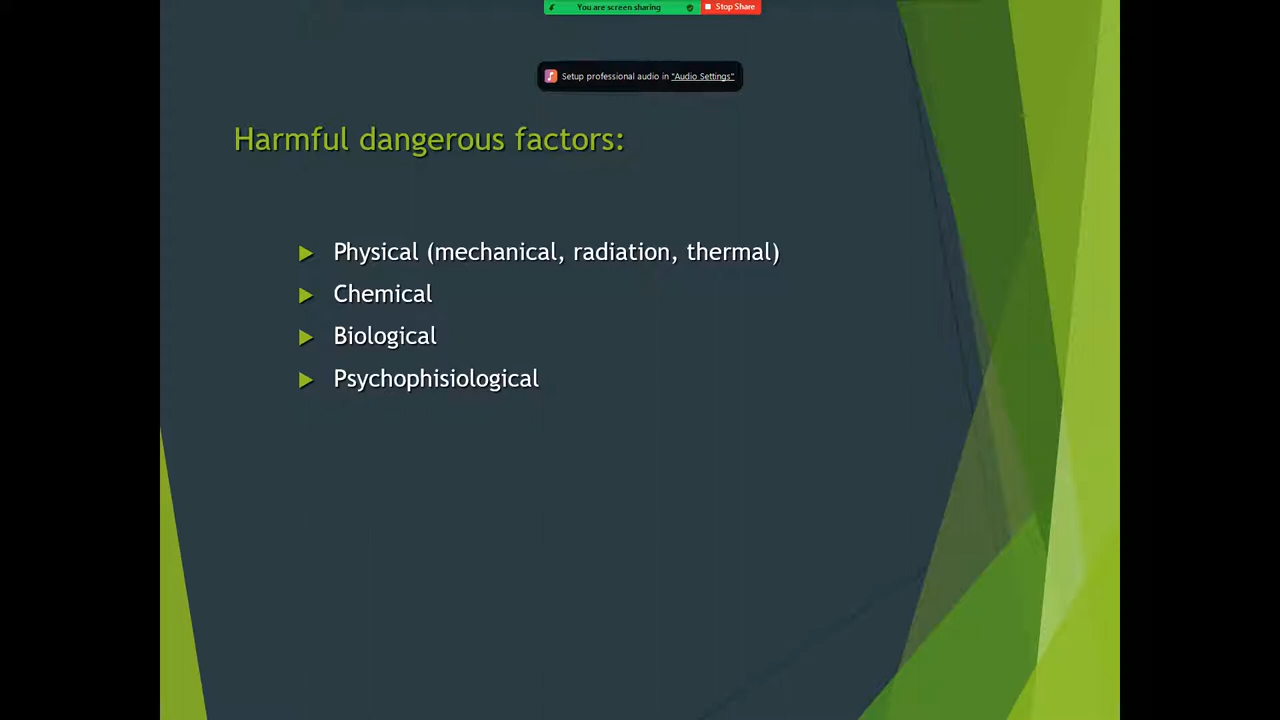 You are screen sharing Stop Share
Setup professional audio in "Audio Settings"
Harmful dangerous factors:
Physical (mechanical, radiation, thermal)
Chemical
Biological
Psychophisiological